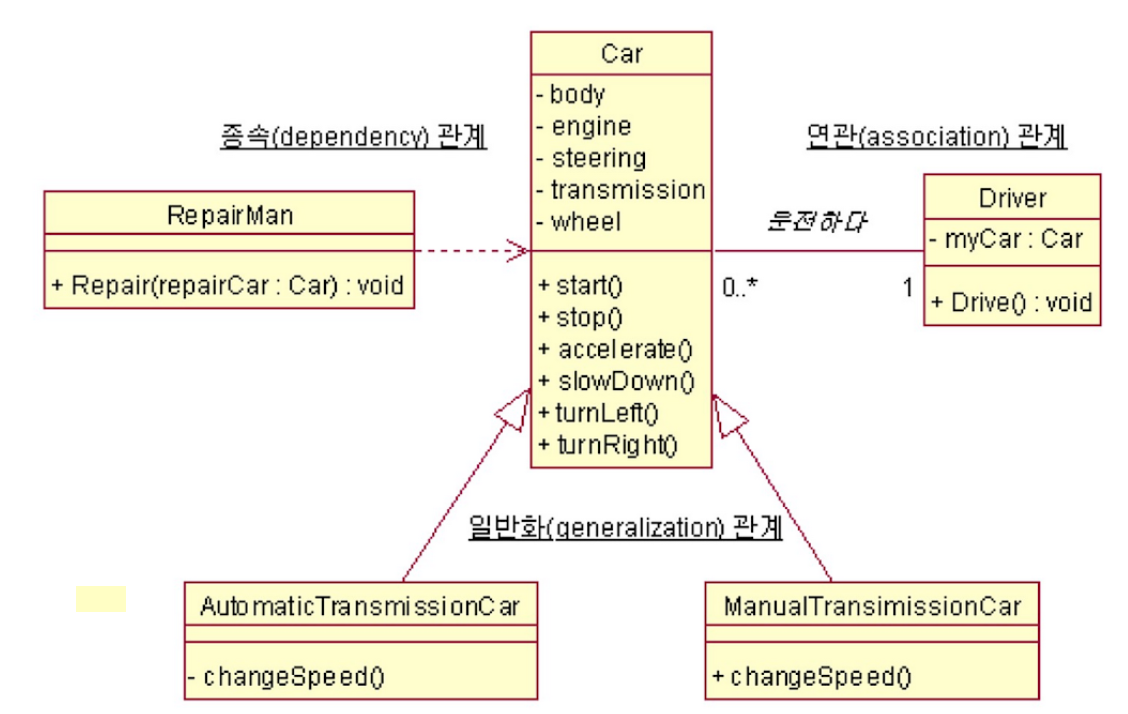 Car
- body
- engine
- steering
- transmission
- wheel
+ start()
+ stop()
+ accelerate()
+ slowDown()
+ turnLeft()
+ turnRight()
종속(dependency) 관계
RepairMan
+ Repair(repairCar : Car) : void
연관(association) 관계
운전하다
0..*
1
Driver
- myCar : Car
+ Drive() : void
일반화(generalization) 관계
AutomaticTransmissionCar
- changeSpeed()
ManualTransimissionCar
+ changeSpeed()